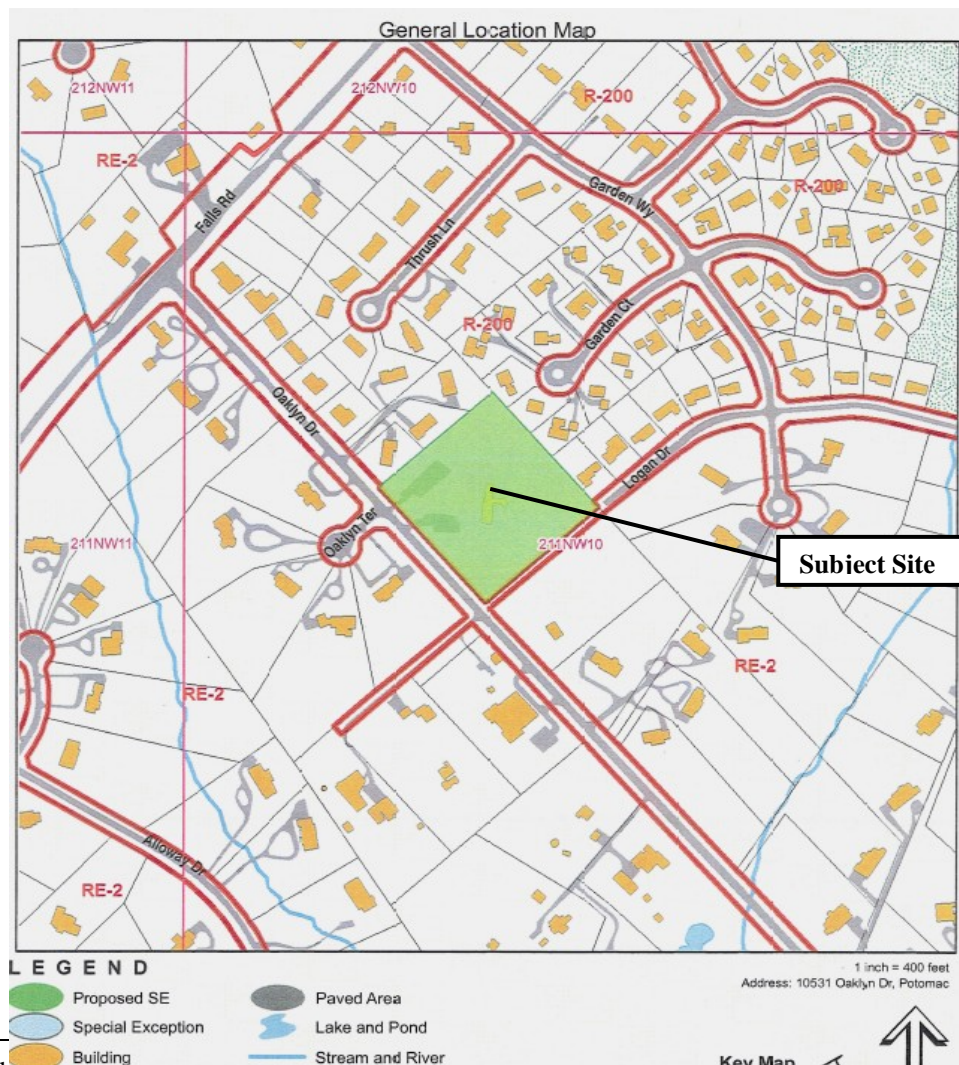 General Location Map
212NW11
212NW10
R-200
RE-2
Falls Rd
Garden Wy
R-200
Thrush Ln
R-200
Garden Ct
Oaklyn Dr
Logan Dr
Oaklyn Ter
211NW11
211NW10
Subject Site
RE-2
RE-2
Alloway Dr
RE-2
LEGEND
1 inch = 400 feet
Address: 10531 Oaklyn Dr, Potomac
Proposed SE
Paved Area
Special Exception
Lake and Pond
Building
Stream and River
Key Map